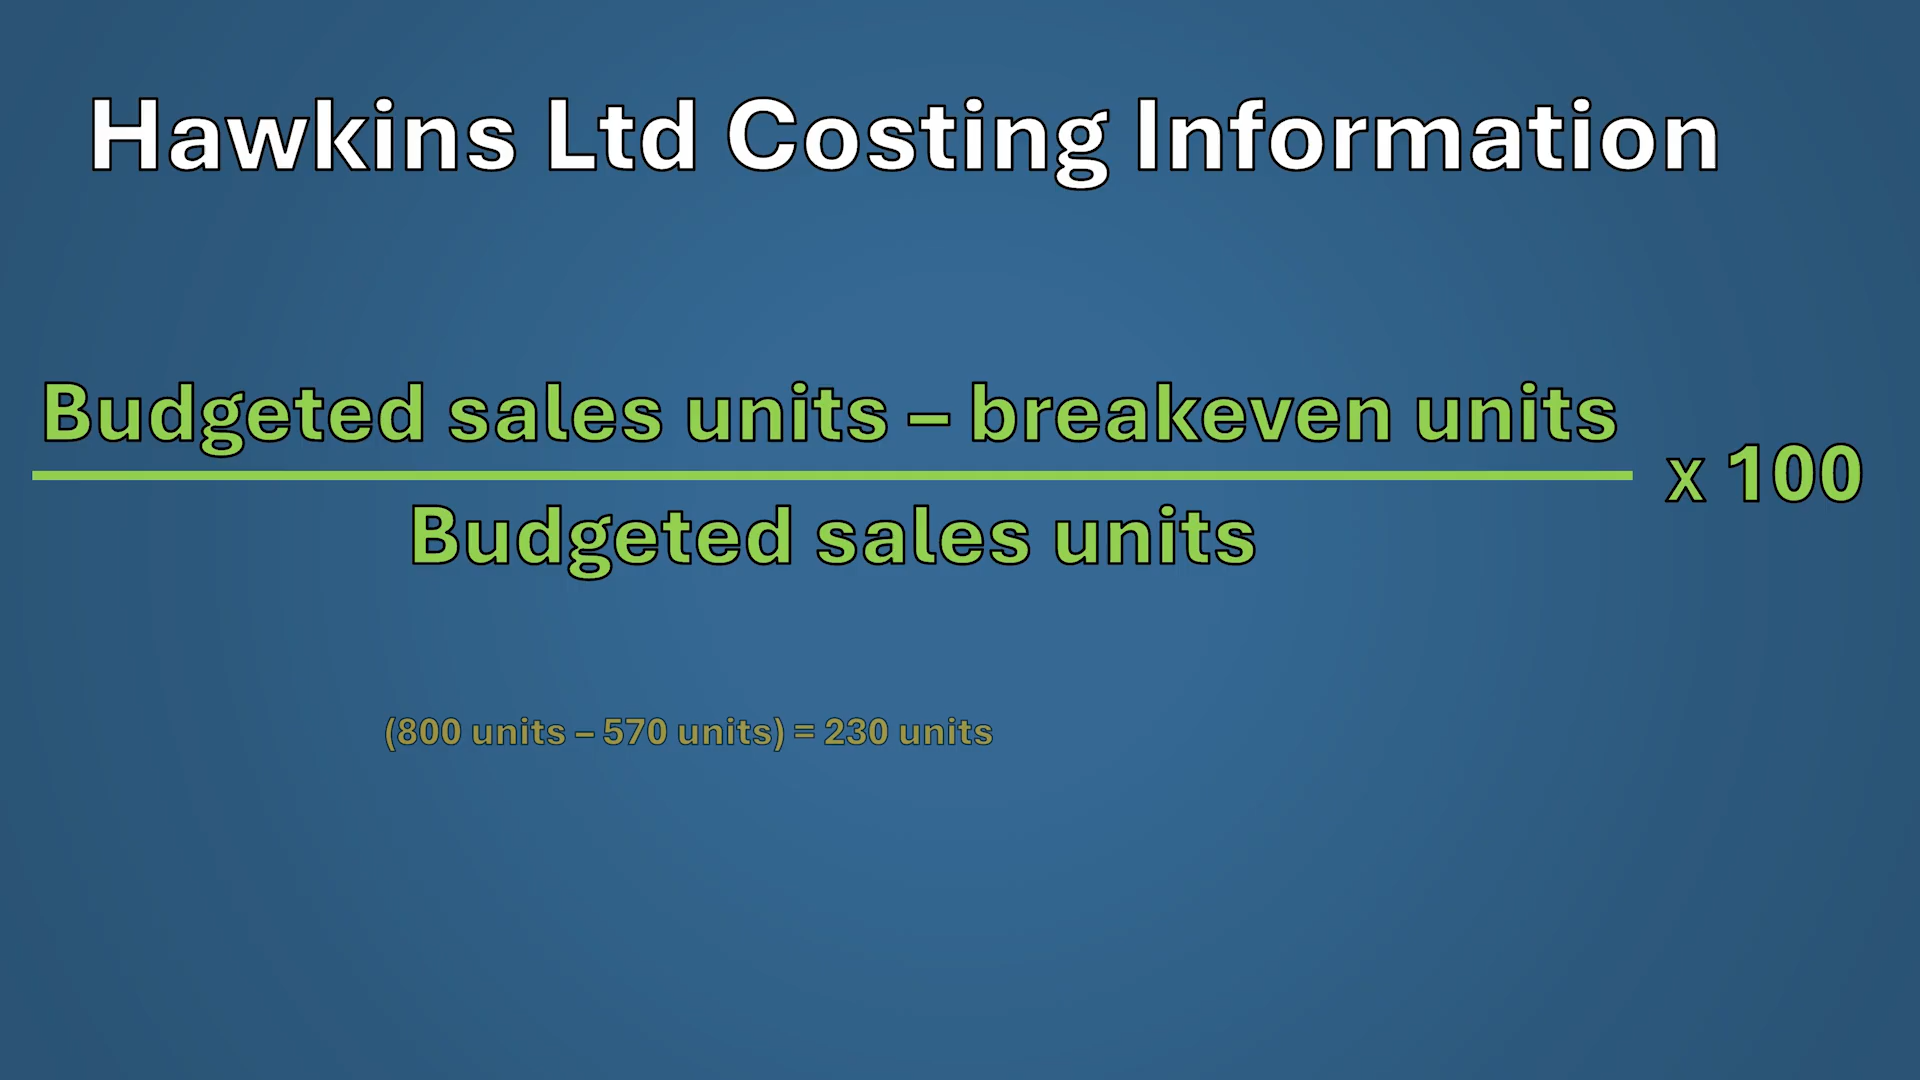 Hawkins Ltd Costing Information
Budgeted sales units – breakeven units
x 100
Budgeted sales units
(800 units – 570 units) = 230 units